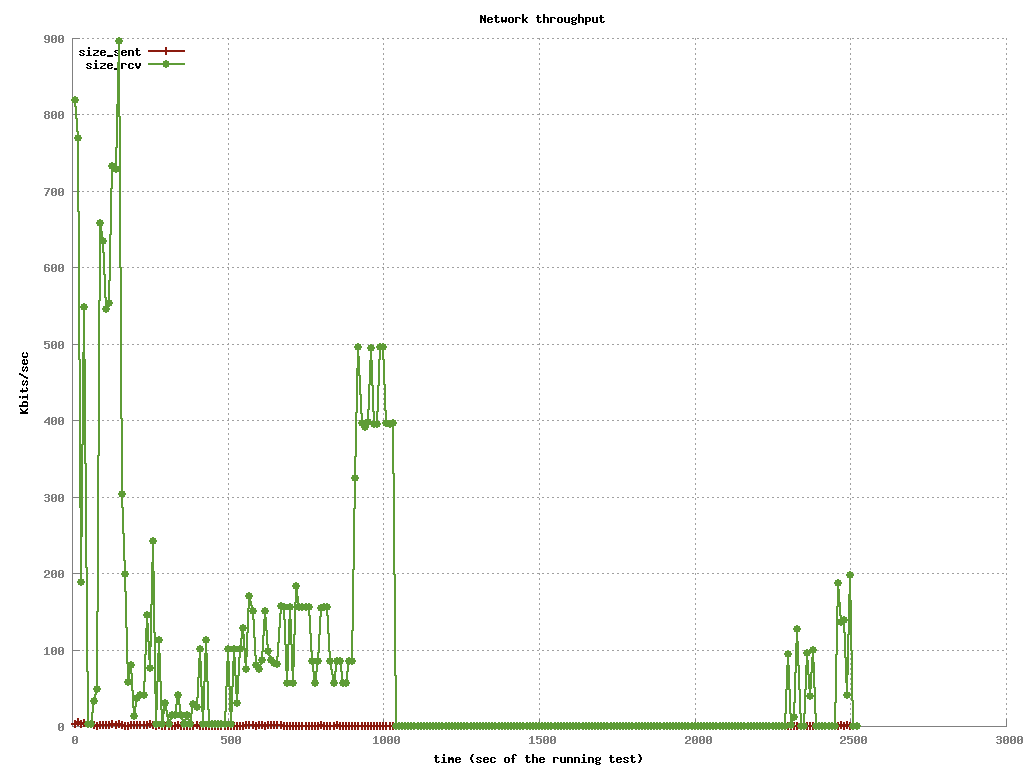 Network throughput
size_sent
size_rcv
900
800
700
600
500
400
300
200
100
0
Kbits/sec
0 500 1000 1500 2000 2500 3000
time (sec of the running test)